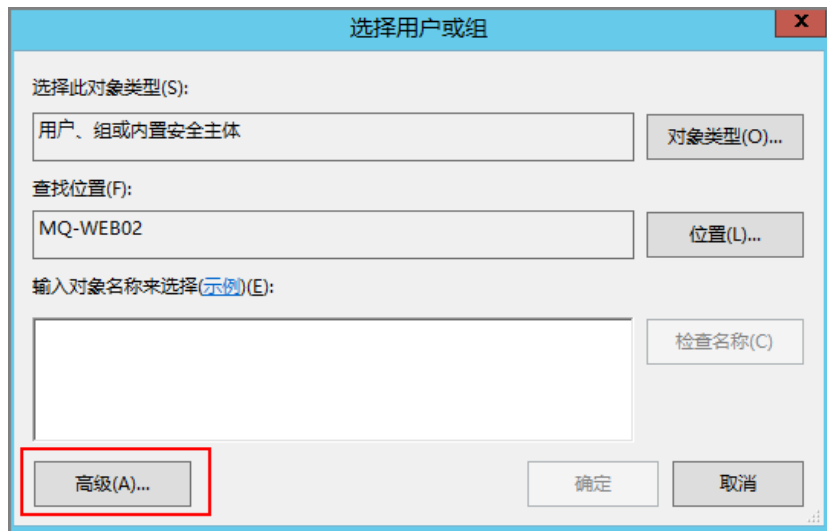 选择用户或组
x
选择此对象类型(S):
用户、组或内置安全主体
对象类型(O)...
查找位置(F):
MQ-WEB02
位置(L)...
输入对象名称来选择(示例)(E):
检查名称(C)
高级(A)...
确定
取消